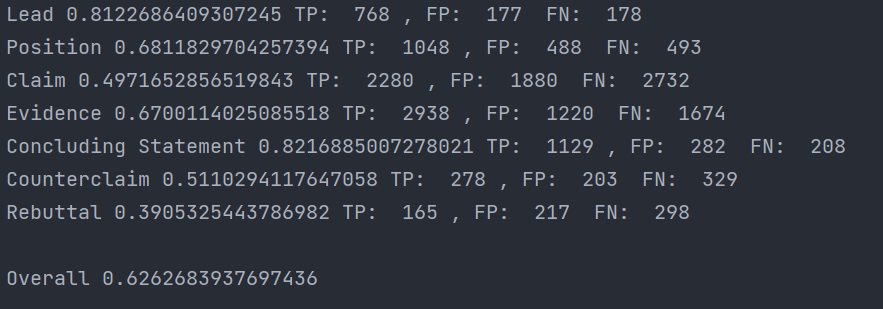 Lead 0.8122686409307245 TP:  768 , FP:  177  FN:  178
Position 0.6811829704257394 TP:  1048 , FP:  488  FN:  493
Claim 0.4971652856519843 TP:  2280 , FP:  1880  FN:  2732
Evidence 0.6700114025085518 TP:  2938 , FP:  1220  FN:  1674
Concluding Statement 0.8216885007278021 TP:  1129 , FP:  282  FN:  208
Counterclaim 0.5110294117647058 TP:  278 , FP:  203  FN:  329
Rebuttal 0.3905325443786982 TP:  165 , FP:  217  FN:  298
Overall 0.6262683937697436